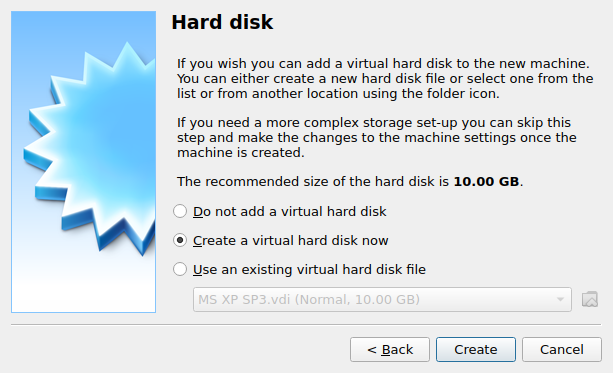 Hard disk
If you wish you can add a virtual hard disk to the new machine.
You can either create a new hard disk file or select one from the
list or from another location using the folder icon.
If you need a more complex storage set-up you can skip this
step and make the changes to the machine settings once the
machine is created.
The recommended size of the hard disk is 10.00 GB.
Do not add a virtual hard disk
Create a virtual hard disk now
Use an existing virtual hard disk file
MS XP SP3.vdi (Normal, 10.00 GB)
< Back
Create
Cancel